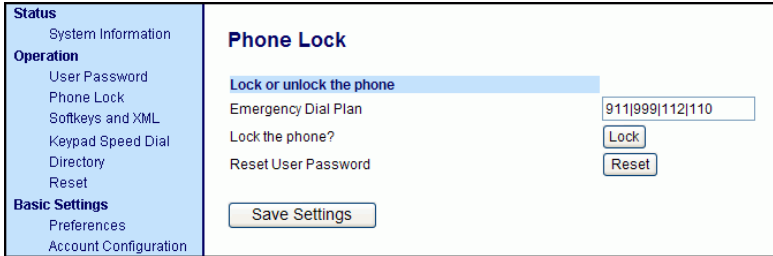 Status
System Information
Operation
User Password
Phone Lock
Softkeys and XML
Keypad Speed Dial
Directory
Reset
Basic Settings
Preferences
Account Configuration
Phone Lock
Lock or unlock the phone
Emergency Dial Plan 911|999|112|110
Lock the phone? Lock
Reset User Password Reset
Save Settings